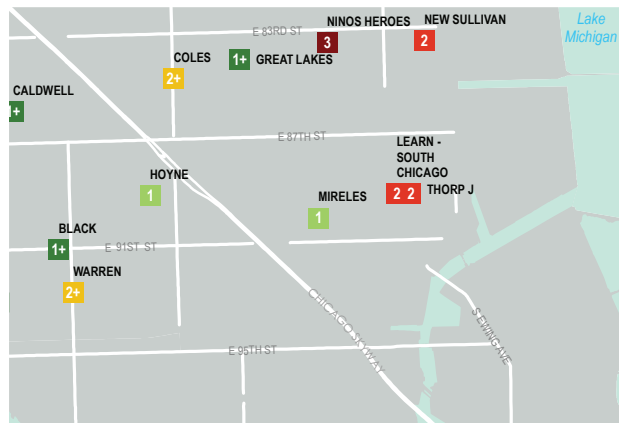 NINOS HEROES
NEW SULLIVAN
Lake
Michigan
E 83RD ST
3
2
COLES
1+
GREAT LAKES
2+
CALDWELL
1+
E 87TH ST
LEARN -
SOUTH
CHICAGO
HOYNE
1
MIRELES
1
2 2
THORP J
BLACK
1+
E 91ST ST
WARREN
2+
CHICAGO SKYWAY
S EWING AVE
E 95TH ST